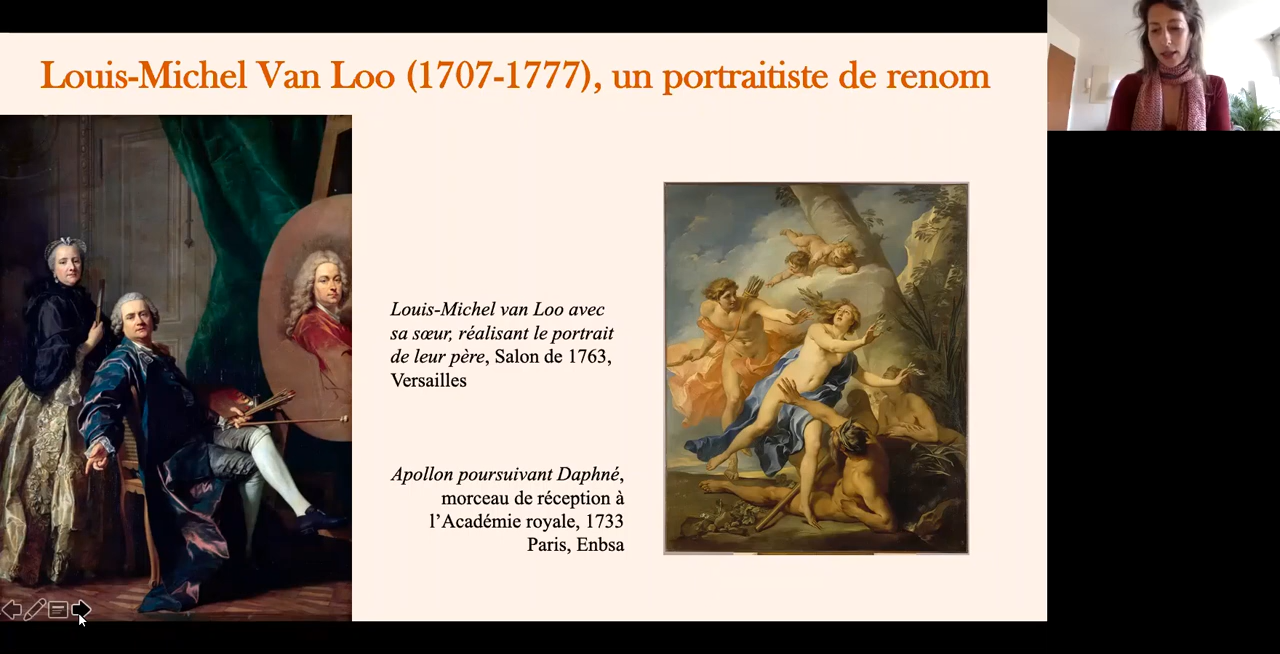 Louis-Michel Van Loo (1707-1777), un portraitiste de renom
Louis-Michel van Loo avec
sa sœur, réalisant le portrait
de leur père, Salon de 1763,
Versailles
Apollon poursuivant Daphné,
morceau de réception à
l’Académie royale, 1733
Paris, Enbsa